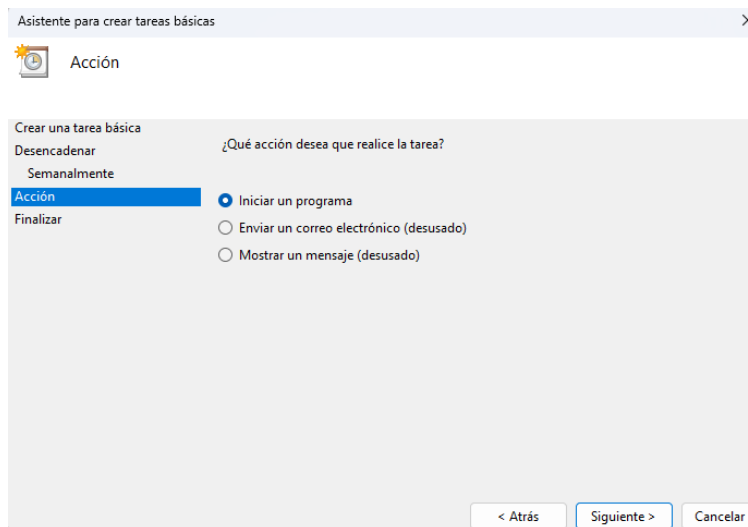 Asistente para crear tareas básicas
Acción
Crear una tarea básica
Desencadenar
Semanalmente
Acción
Finalizar
¿Qué acción desea que realice la tarea?
Iniciar un programa
Enviar un correo electrónico (desusado)
Mostrar un mensaje (desusado)
< Atrás
Siguiente >
Cancelar